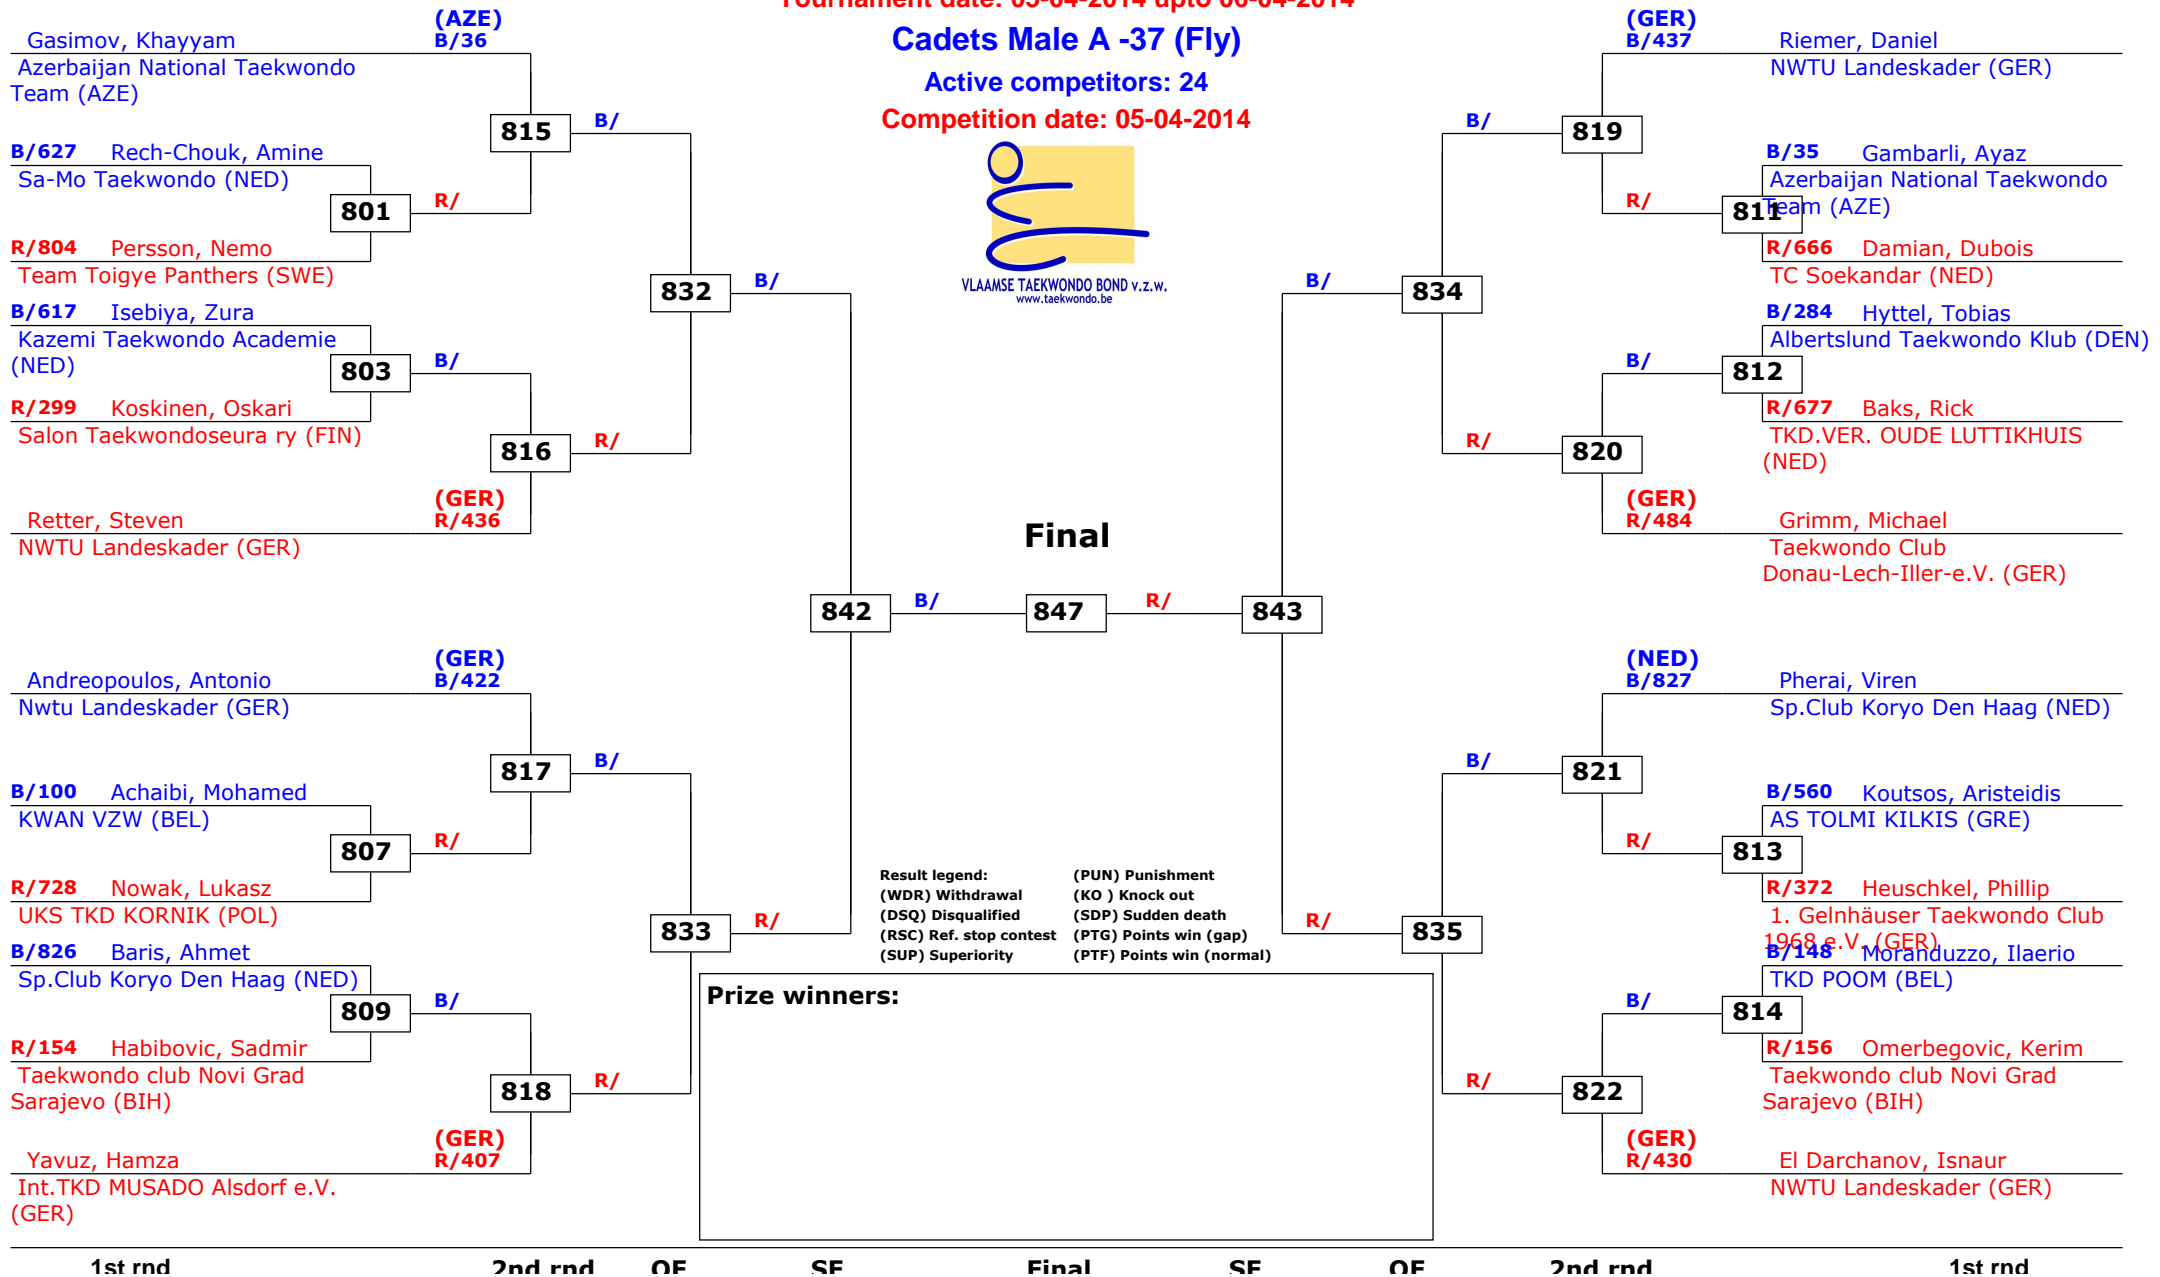 Tournament date: 05-04-2014 upto 06-04-2014
Cadets Male A -37 (Fly)
Active competitors: 24
Competition date: 05-04-2014
VLAAMSE TAEKWONDO BOND v.z.w.
www.taekwondo.be
(AZE)
Gasimov, Khayyam B/36
Azerbaijan National Taekwondo
Team (AZE)
815 B/
B/627 Rech-Chouk, Amine
Sa-Mo Taekwondo (NED)
801 R/
R/804 Persson, Nemo
Team Toigye Panthers (SWE)
832 B/
B/617 Isebiya, Zura
Kazemi Taekwondo Academie
(NED)
803 B/
R/299 Koskinen, Oskari
Salon Taekwondoseura ry (FIN)
816 R/
(GER)
Retter, Steven R/436
NWTU Landeskader (GER)
Final
842 B/ 847 R/ 843
(GER)
Andreopoulos, Antonio B/422
Nwtu Landeskader (GER)
817 B/
B/100 Achaibi, Mohamed
KWAN VZW (BEL)
807 R/
R/728 Nowak, Lukasz
UKS TKD KORNIK (POL)
833 R/
B/826 Baris, Ahmet
Sp.Club Koryo Den Haag (NED)
809 B/
R/154 Habibovic, Sadmir
Taekwondo club Novi Grad
Sarajevo (BIH)
818 R/
(GER)
Yavuz, Hamza R/407
Int.TKD MUSADO Alsdorf e.V.
(GER)
(GER)
B/437 Riemer, Daniel
NWTU Landeskader (GER)
B/ 819
B/35 Gambarli, Ayaz
Azerbaijan National Taekwondo
Team (AZE)
R/ 811
R/666 Damian, Dubois
TC Soekandar (NED)
B/ 834
B/284 Hyttel, Tobias
Albertslund Taekwondo Klub (DEN)
B/ 812
R/677 Baks, Rick
TKD.VER. OUDE LUTTIKHUIS
(NED)
R/ 820
(GER)
R/484 Grimm, Michael
Taekwondo Club
Donau-Lech-Iller-e.V. (GER)
(NED)
B/827 Pherai, Viren
Sp.Club Koryo Den Haag (NED)
B/ 821
B/560 Koutsos, Aristeidis
AS TOLMI KILKIS (GRE)
R/ 813
R/372 Heuschkel, Phillip
1. Gelnhäuser Taekwondo Club
1968 e.V. (GER)
R/ 835
B/148 Moranduzzo, Ilaerio
TKD POOM (BEL)
B/ 814
R/156 Omerbegovic, Kerim
Taekwondo club Novi Grad
Sarajevo (BIH)
R/ 822
(GER)
R/430 El Darchanov, Isnaur
NWTU Landeskader (GER)
Result legend: (PUN) Punishment
(WDR) Withdrawal (KO ) Knock out
(DSQ) Disqualified (SDP) Sudden death
(RSC) Ref. stop contest (PTG) Points win (gap)
(SUP) Superiority (PTF) Points win (normal)
Prize winners:
1st rnd 2nd rnd QF SF Final SF QF 2nd rnd 1st rnd